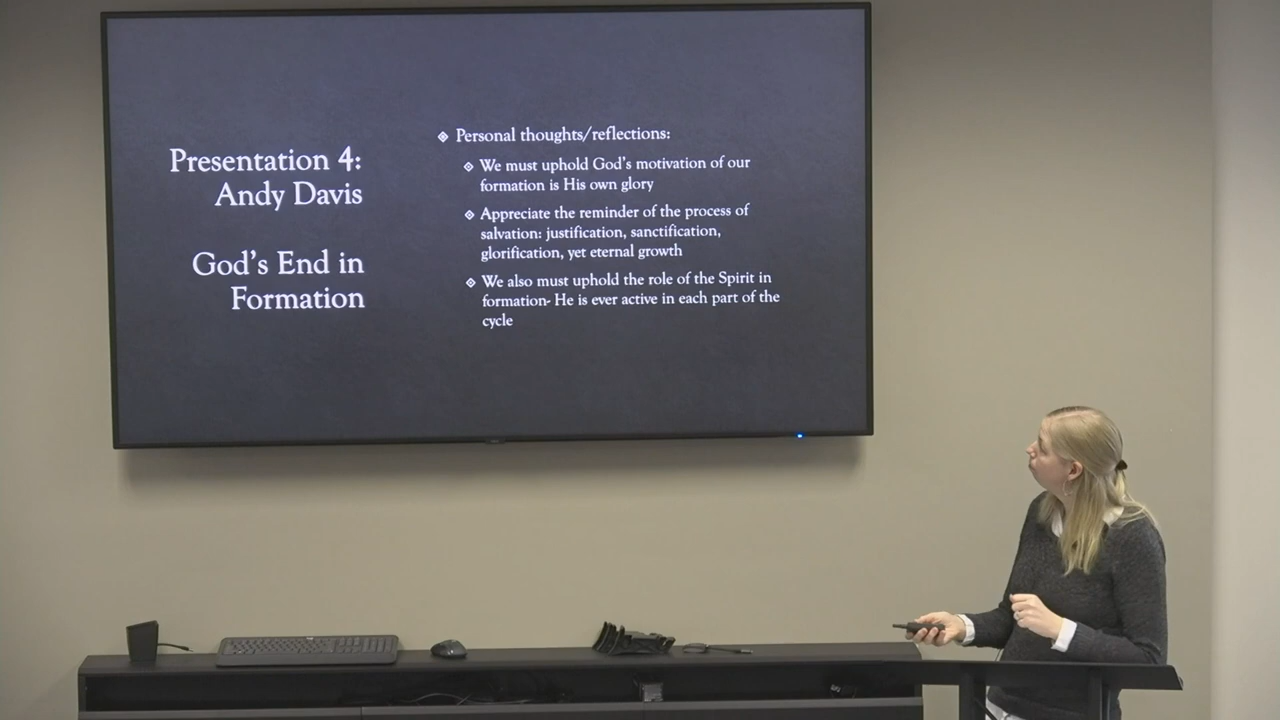 Presentation 4:
Andy Davis
God's End in
Formation
Personal thoughts/reflections:
We must uphold God's motivation of our
formation is His own glory
Appreciate the reminder of the process of
salvation: justification, sanctification,
glorification, yet eternal growth
We also must uphold the role of the Spirit in
formation- He is ever active in each part of the
cycle